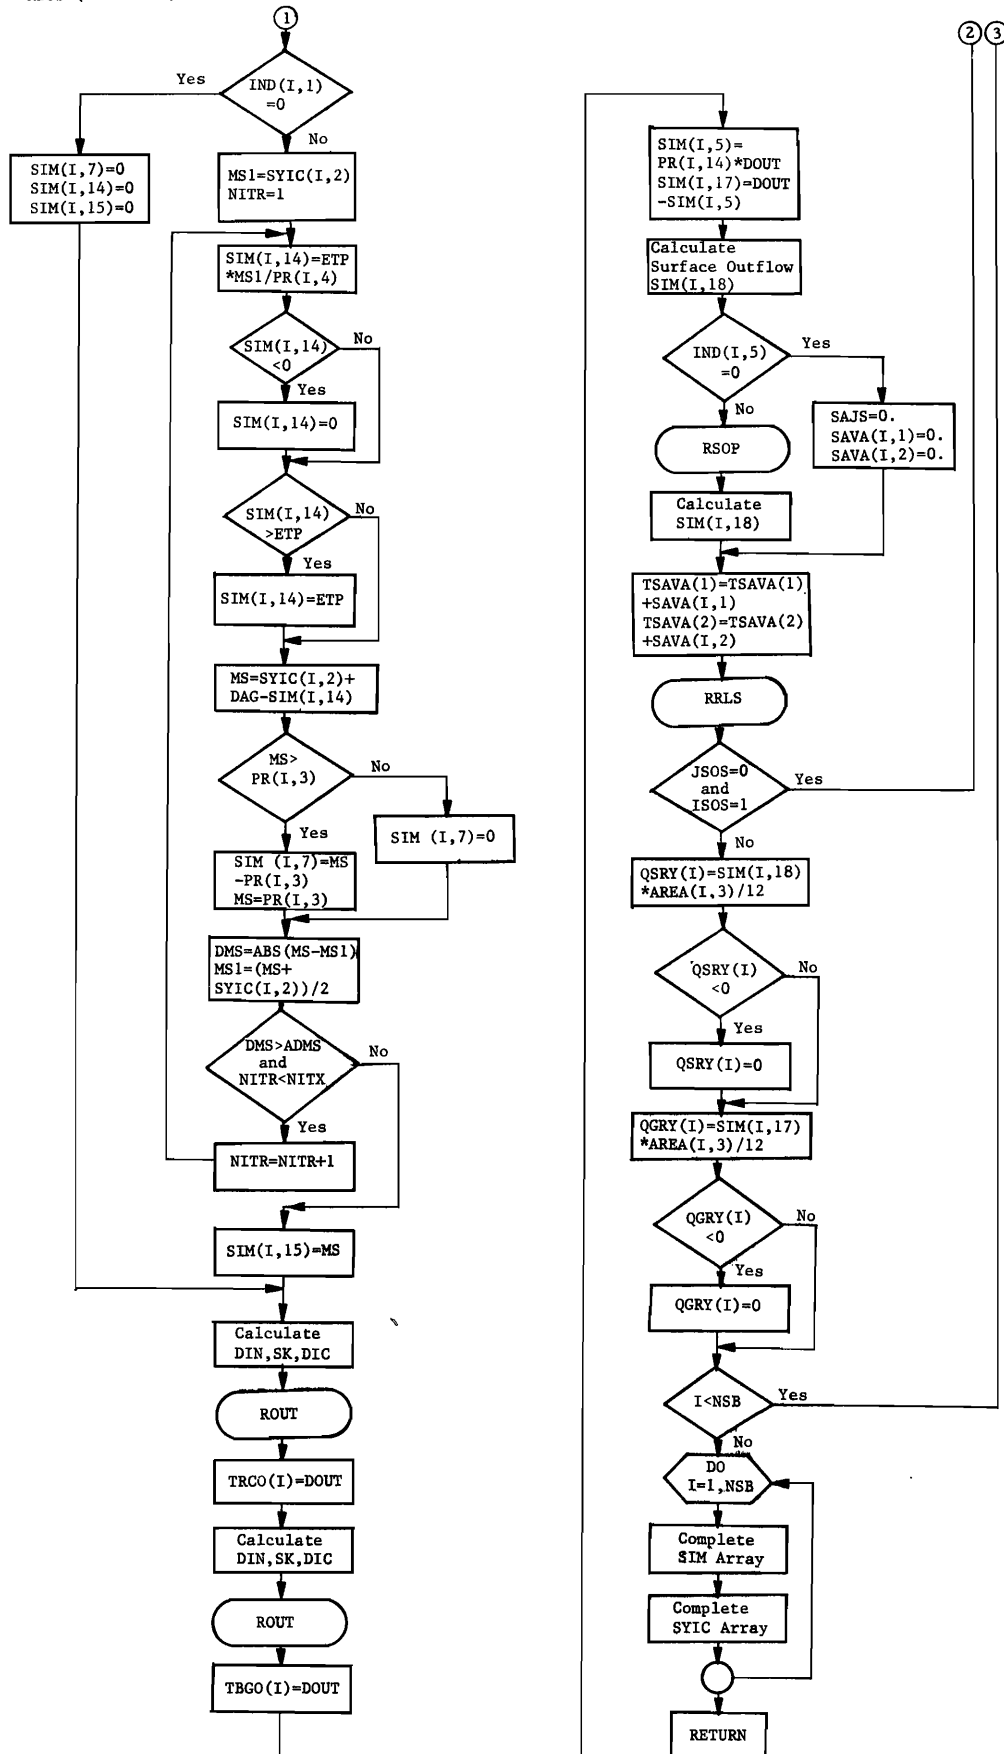 1
IND(I,1)
=0
Yes
No
SIM(I,7)=0
SIM(I,14)=0
SIM(I,15)=0
MS1=SYIC(I,2)
NITR=1
SIM(I,14)=ETP
*MS1/PR(I,4)
SIM(I,14)
<0
No
Yes
SIM(I,14)=0
SIM(I,14)
>ETP
No
Yes
SIM(I,14)=ETP
MS=SYIC(I,2)+
DAG-SIM(I,14)
MS>
PR(I,3)
No
Yes
SIM (I,7)=0
SIM (I,7)=MS
-PR(I,3)
MS=PR(I,3)
DMS=ABS(MS-MS1)
MS1=(MS+
SYIC(I,2))/2
DMS>ADMS
and
NITR<NITX
No
Yes
NITR=NITR+1
SIM(I,15)=MS
Calculate
DIN,SK,DIC
ROUT
TRCO(I)=DOUT
Calculate
DIN,SK,DIC
ROUT
TBGO(I)=DOUT
2
3
SIM(I,5)=
PR(I,14)*DOUT
SIM(I,17)=DOUT
-SIM(I,5)
Calculate
Surface Outflow
SIM(I,18)
IND(I,5)
=0
Yes
No
SAJS=0.
SAVA(I,1)=0.
SAVA(I,2)=0.
RSOP
Calculate
SIM(I,18)
TSAVA(1)=TSAVA(1)
+SAVA(I,1)
TSAVA(2)=TSAVA(2)
+SAVA(I,2)
RRLS
JSOS=0
and
ISOS=1
Yes
No
QSRY(I)=SIM(I,18)
*AREA(I,3)/12
QSRY(I)
<0
No
Yes
QSRY(I)=0
QGRY(I)=SIM(I,17)
*AREA(I,3)/12
QGRY(I)
<0
No
Yes
QGRY(I)=0
I<NSB
Yes
No
DO
I=1,NSB
Complete
SIM Array
Complete
SYIC Array
RETURN